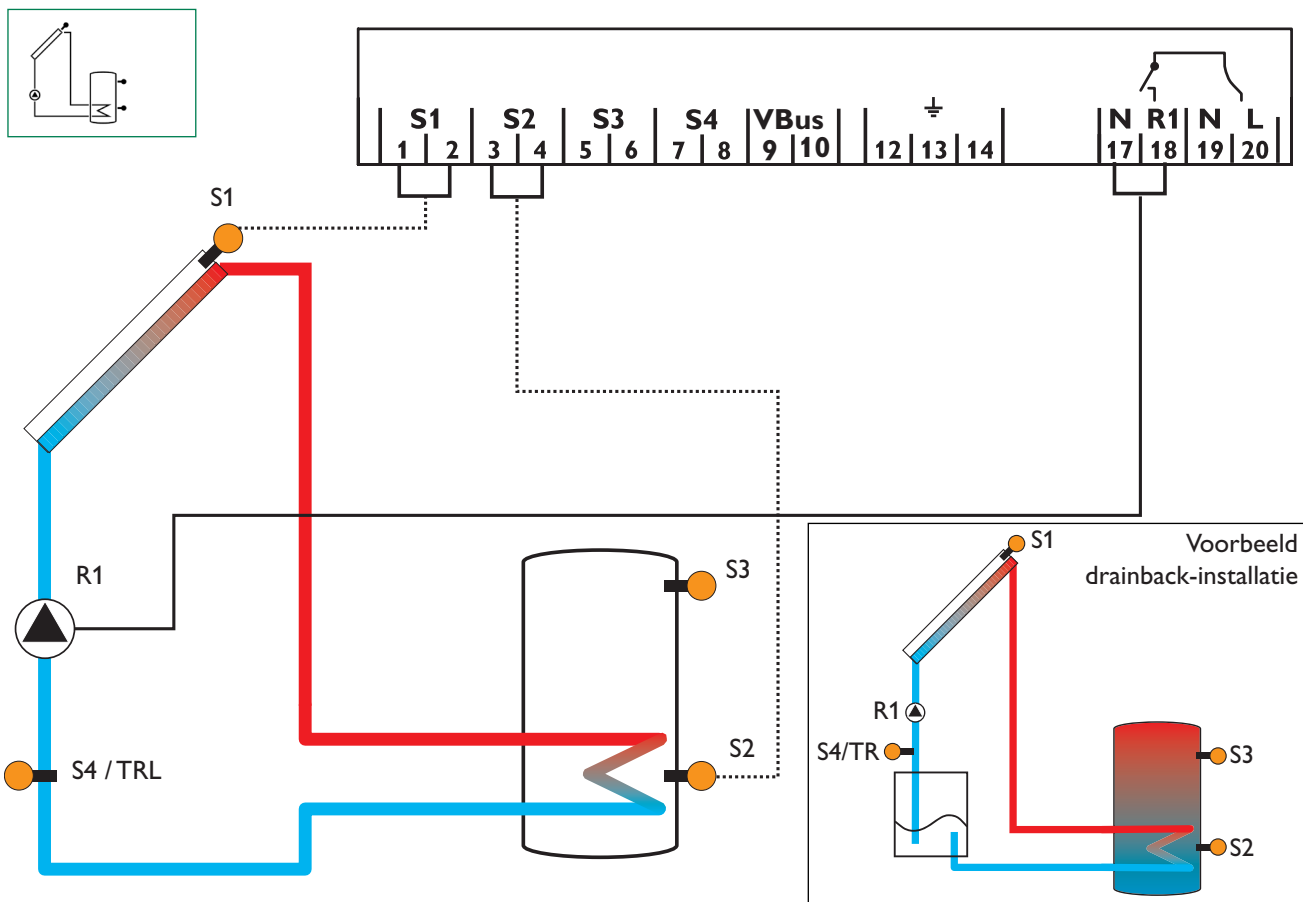 S1 S2 S3 S4 VBus N R1 N L
1 2 3 4 5 6 7 8 9 10 12 13 14 17 18 19 20
S1
R1
S3
S2
S4 / TRL
Voorbeeld
drainback-installatie
S1
R1
S4/TR
S3
S2